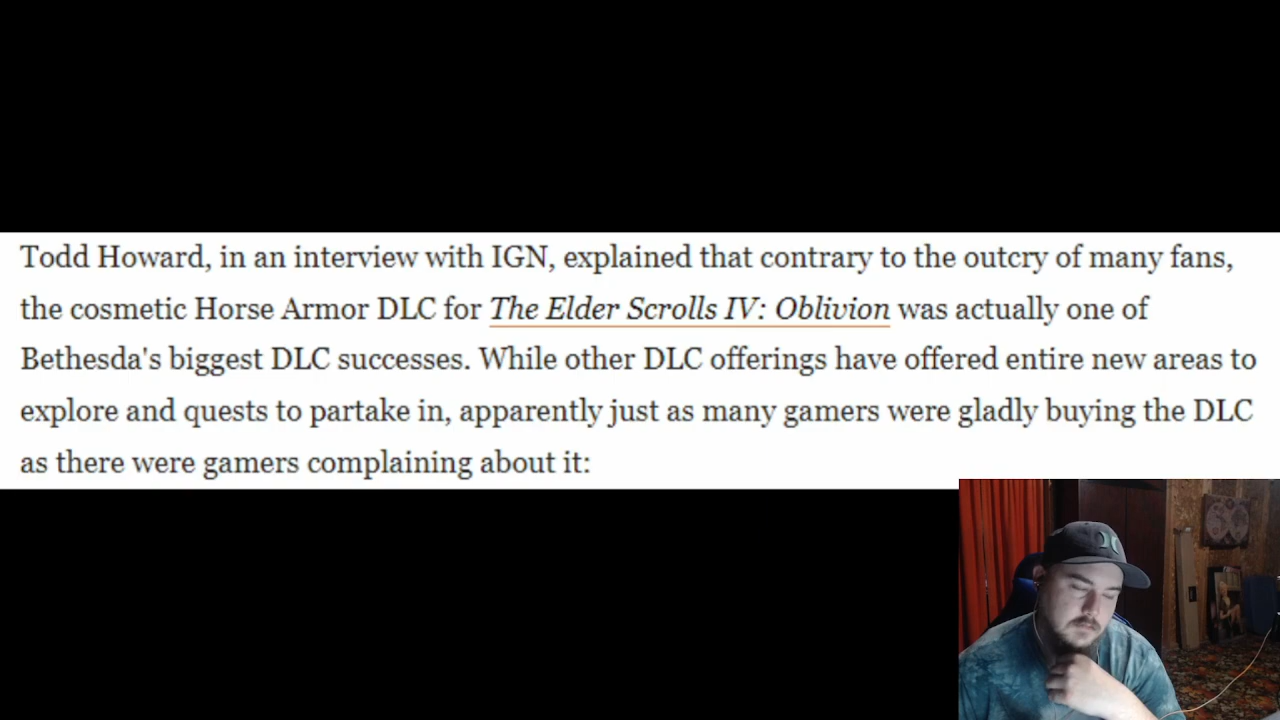 Todd Howard, in an interview with IGN, explained that contrary to the outcry of many fans,
the cosmetic Horse Armor DLC for The Elder Scrolls IV: Oblivion was actually one of
Bethesda's biggest DLC successes. While other DLC offerings have offered entire new areas to
explore and quests to partake in, apparently just as many gamers were gladly buying the DLC
as there were gamers complaining about it: